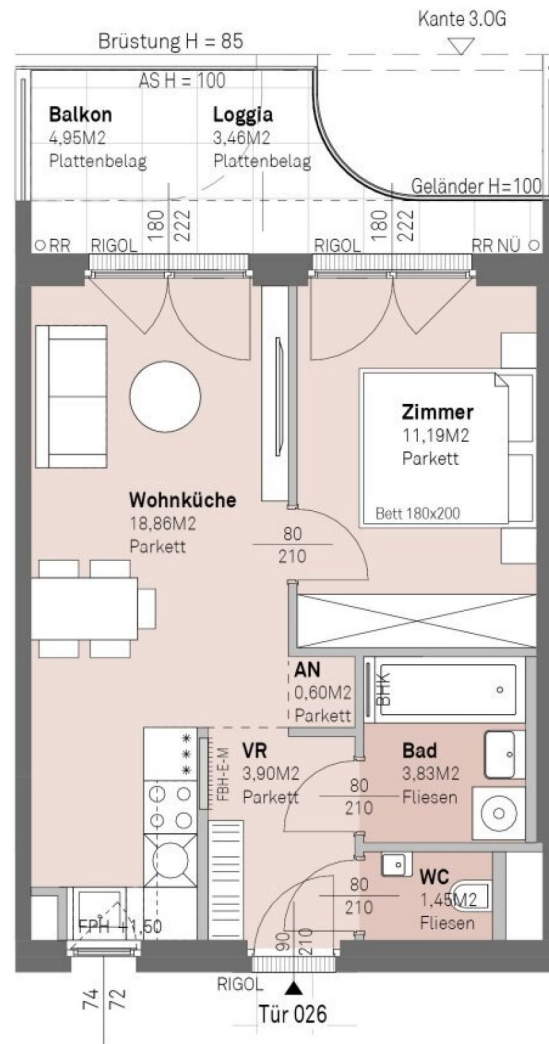 Kante 3.OG
Brüstung H = 85
AS H = 100
Balkon
4,95M2
Plattenbelag
Loggia
3,46M2
Plattenbelag
Geländer H=100
180
222
180
222
RR
RIGOL
RIGOL
RR NÜ
Zimmer
11,19M2
Parkett
Bett 180x200
Wohnküche
18,86M2
Parkett
80
210
AN
0,60M2
Parkett
BHK
VR
3,90M2
Parkett
FBH-E-M
Bad
3,83M2
Fliesen
80
210
WC
1,45M2
Fliesen
80
210
FPH +1,50
90
210
74
72
RIGOL
Tür 026